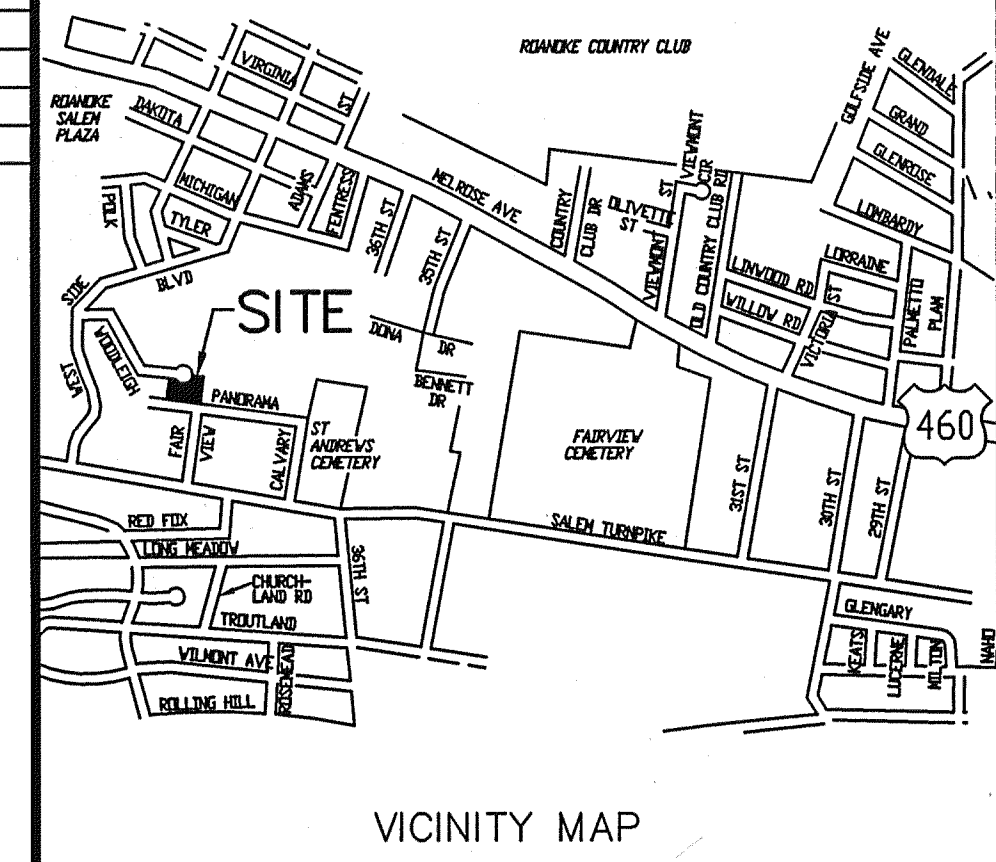 ROANOKE COUNTRY CLUB
GOLFSIDE AVE
GLENDALE
VIRGINIA
ST
ROANOKE
SALEM
PLAZA
DAKOTA
GRAND
GLENROSE
MICHIGAN
ADAMS
FENTRESS
MELROSE AVE
VIEWMONT
CIR
POLK
TYLER
36TH ST
35TH ST
COUNTRY
CLUB DR
OLIVETTE
ST
ST
VIEWMONT
OLD COUNTRY CLUB RD
LOMBARDY
LORRAINE
LINWOOD RD
WILLOW RD
VICTORIA ST
PALMETTO
SIDE
BLVD
WEST
WOODLEIGH
SITE
DONA
DR
BENNETT
DR
PANORAMA
FAIR
VIEW
CALVARY
ST
ANDREWS
CEMETERY
FAIRVIEW
CEMETERY
460
31ST ST
30TH ST
29TH ST
SALEM TURNPIKE
RED FOX
LONG MEADOW
CHURCH-
LAND RD
36TH ST
TROUTLAND
WILMONT AVE
ROSEMEAD
ROLLING HILL
GLENGARY
KEATS
LUCERNE
MILTON
VICINITY MAP